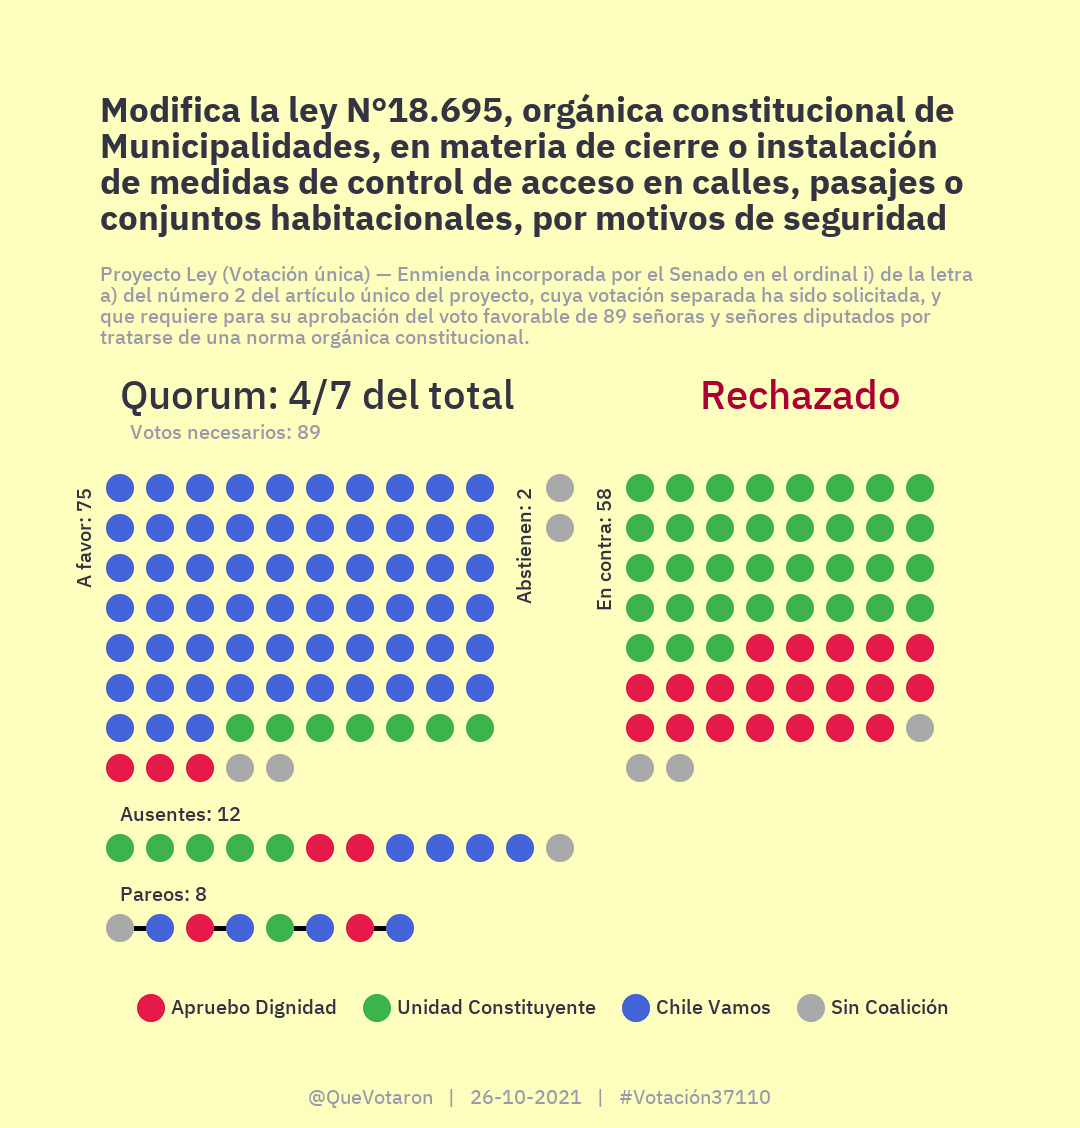 Modifica la ley N°18.695, orgánica constitucional de
Municipalidades, en materia de cierre o instalación
de medidas de control de acceso en calles, pasajes o
conjuntos habitacionales, por motivos de seguridad
Proyecto Ley (Votación única) — Enmienda incorporada por el Senado en el ordinal i) de la letra
a) del número 2 del artículo único del proyecto, cuya votación separada ha sido solicitada, y
que requiere para su aprobación del voto favorable de 89 señoras y señores diputados por
tratarse de una norma orgánica constitucional.
Quorum: 4/7 del total
Rechazado
Votos necesarios: 89
A favor: 75
Abstienen: 2
En contra: 58
Ausentes: 12
Pareos: 8
Apruebo Dignidad
Unidad Constituyente
Chile Vamos
Sin Coalición
@QueVotaron | 26-10-2021 | #Votación37110